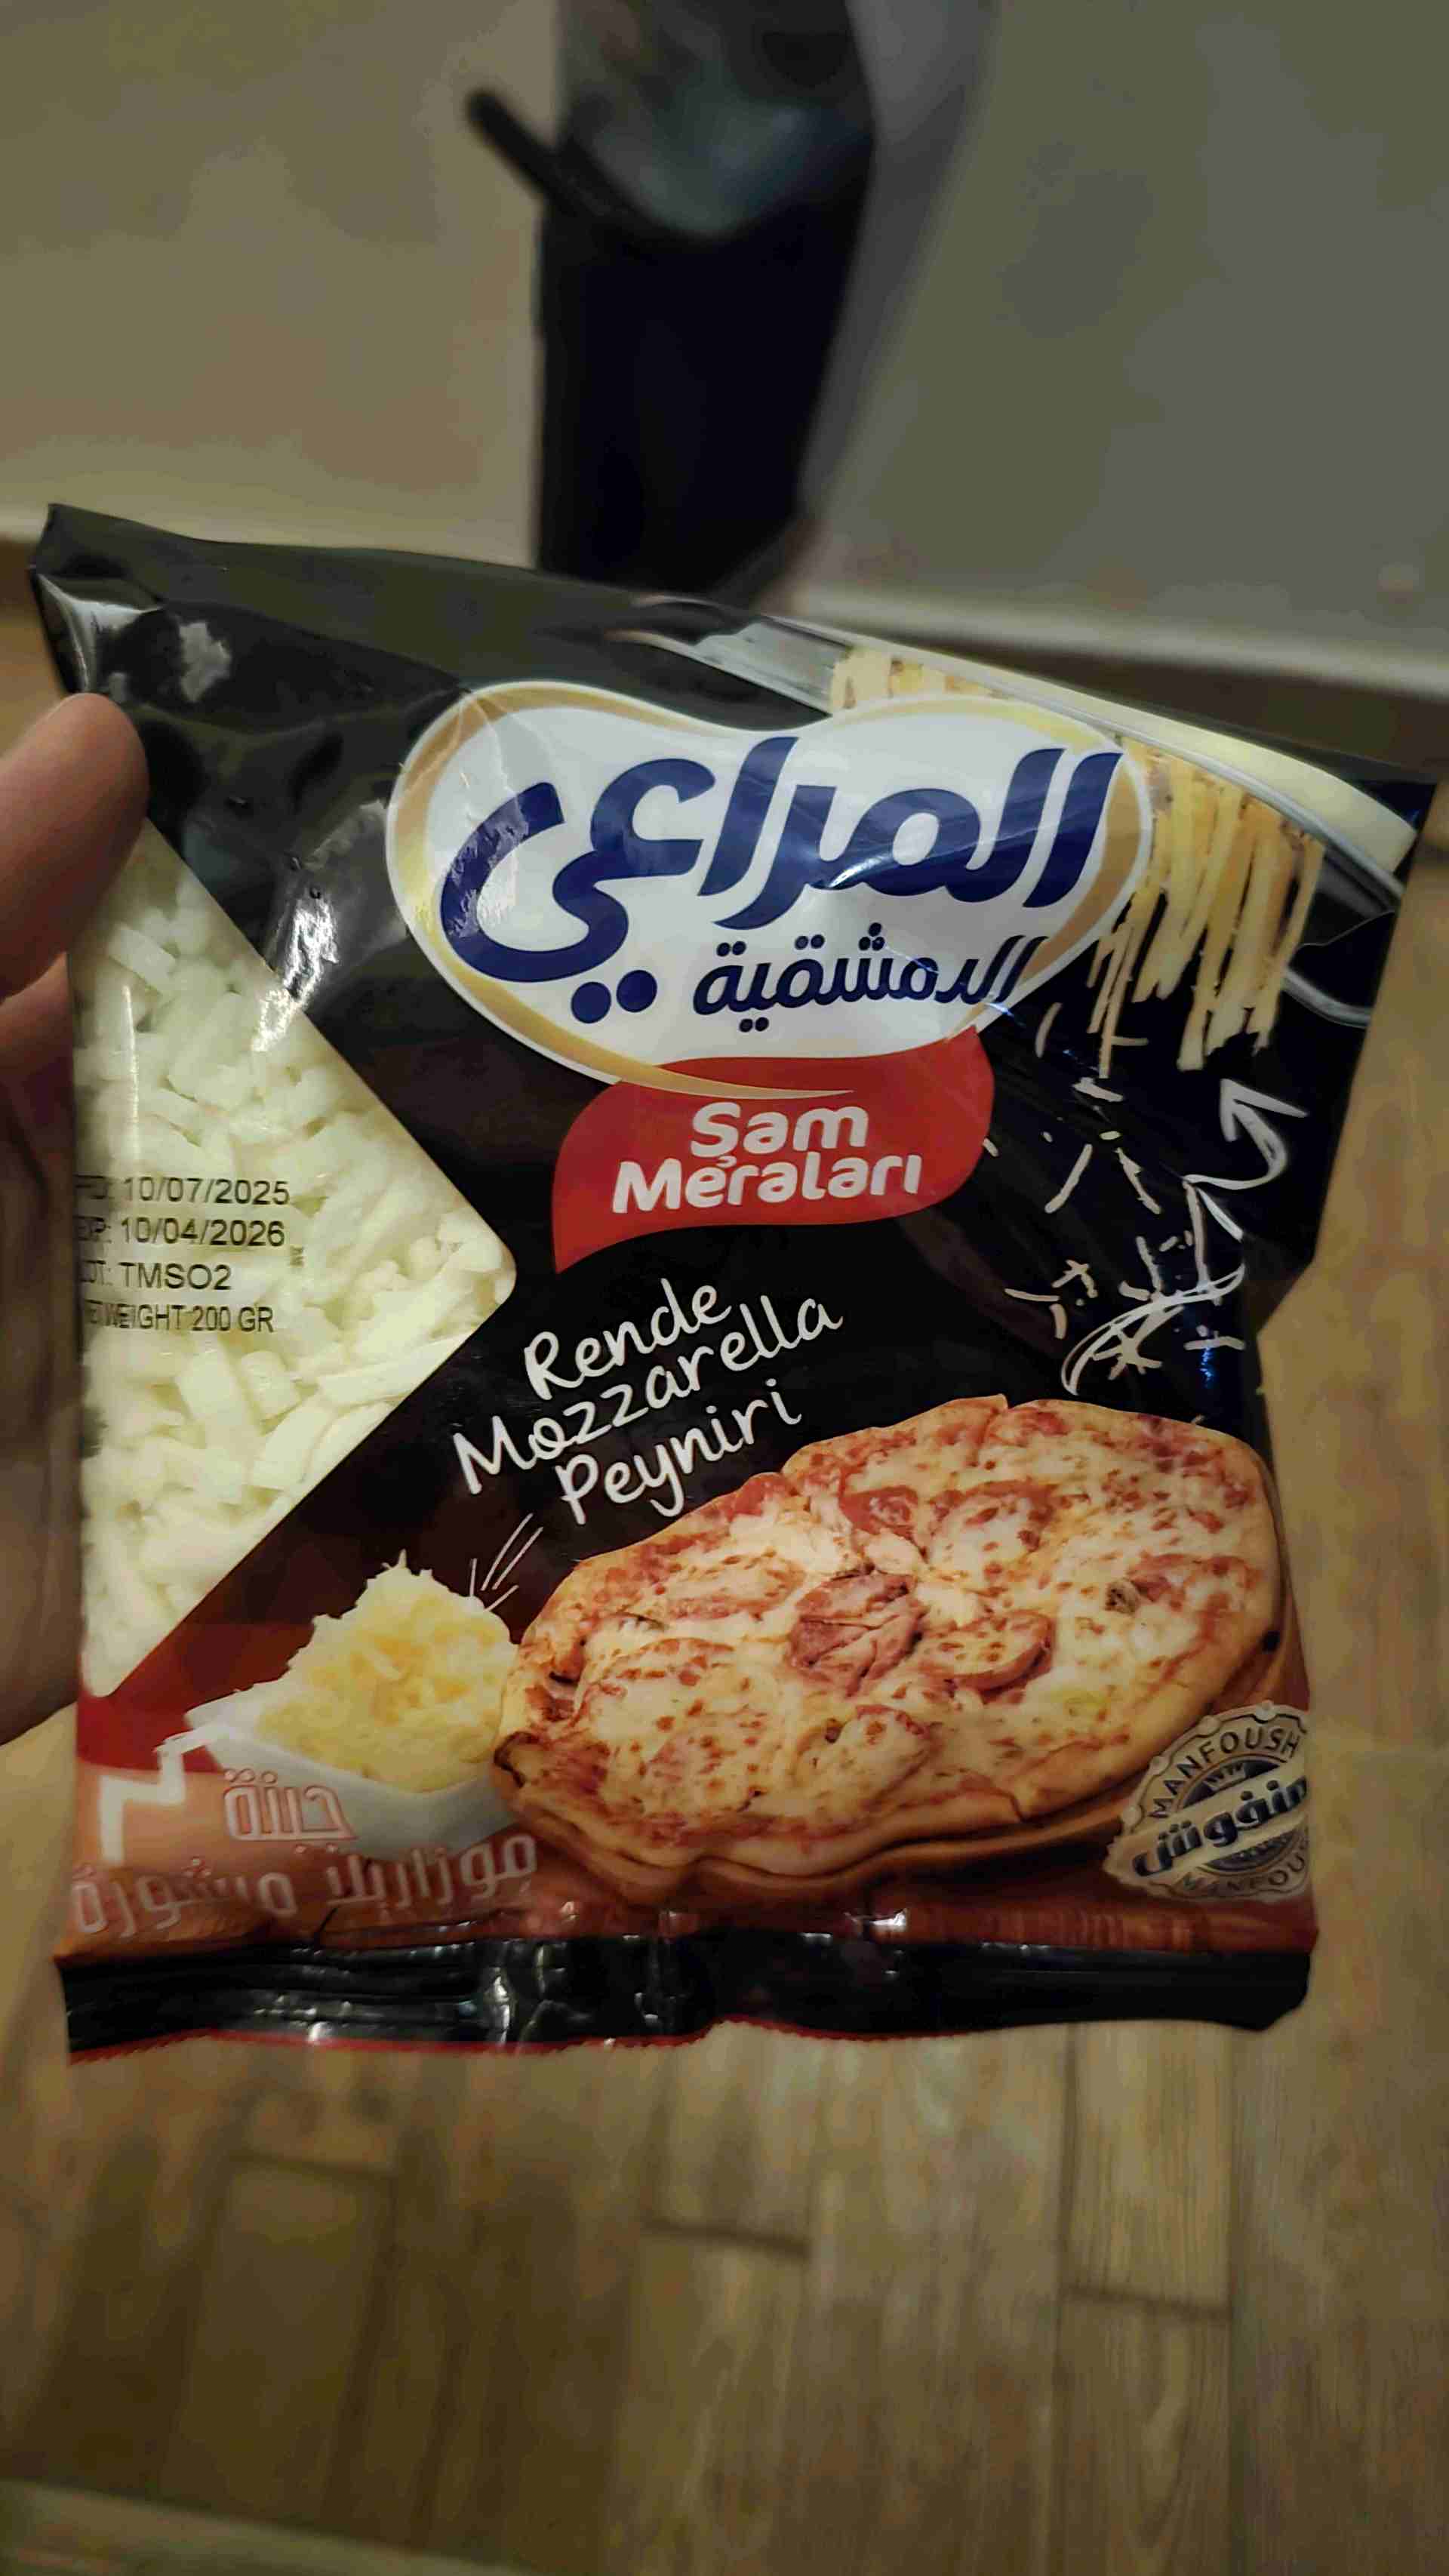 المراعي
الدمشقية
Şam
Meraları
10/07/2025
EXP: 10/04/2026
LOT: TMSO2
NET WEIGHT 200 GR
Rende
Mozzarella
Peyniri
جبنة
موزاريلا مبشورة
MANFOUSH
منفوش